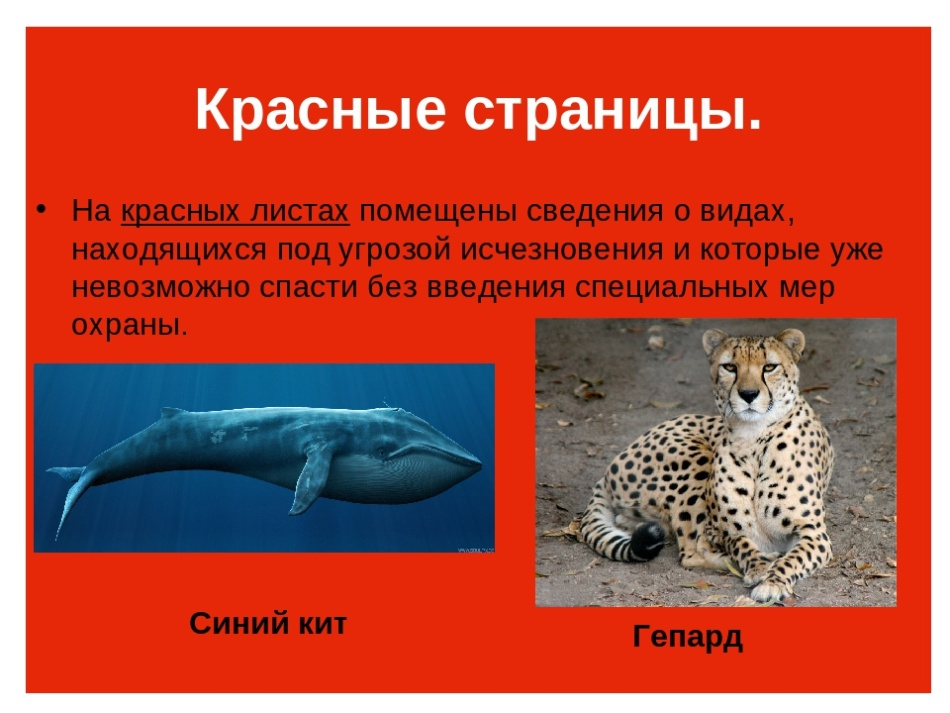 Красные страницы.
• На красных листах помещены сведения о видах,
находящихся под угрозой исчезновения и которые уже
невозможно спасти без введения специальных мер
охраны.
Синий кит
Гепард